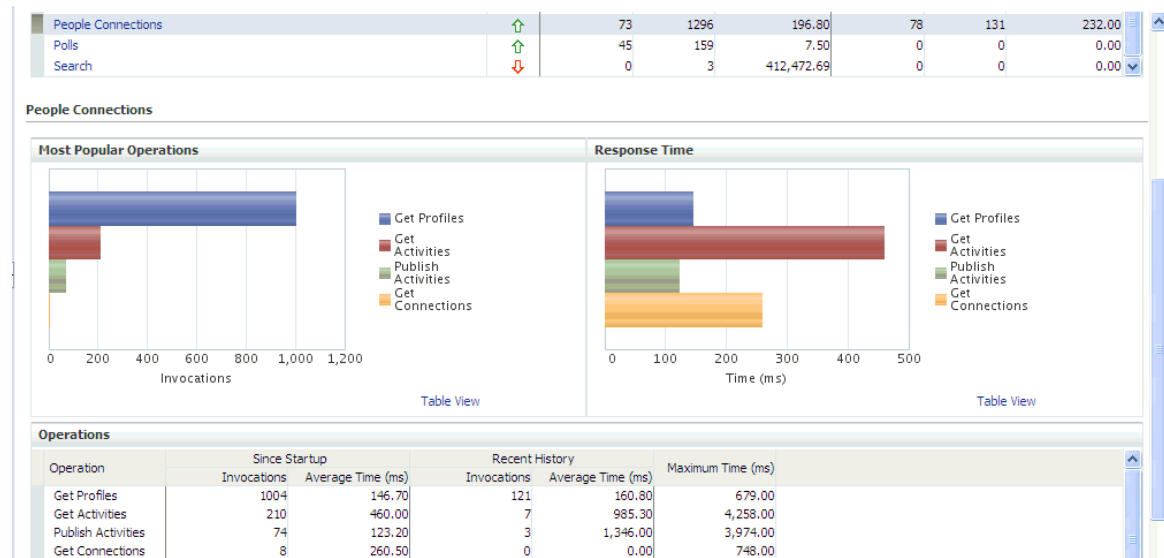 People Connections 73 1296 196.80 78 131 232.00
Polls 45 159 7.50 0 0 0.00
Search 0 3 412,472.69 0 0 0.00
People Connections
Most Popular Operations
Get Profiles
Get
Activities
Publish
Activities
Get
Connections
0 200 400 600 800 1,000 1,200
Invocations
Table View
Response Time
Get Profiles
Get
Activities
Publish
Activities
Get
Connections
0 100 200 300 400 500
Time (ms)
Table View
Operations
Operation Since Startup Recent History Maximum Time (ms)
Invocations Average Time (ms) Invocations Average Time (ms)
Get Profiles 1004 146.70 121 160.80 679.00
Get Activities 210 460.00 7 985.30 4,258.00
Publish Activities 74 123.20 3 1,346.00 3,974.00
Get Connections 8 260.50 0 0.00 748.00